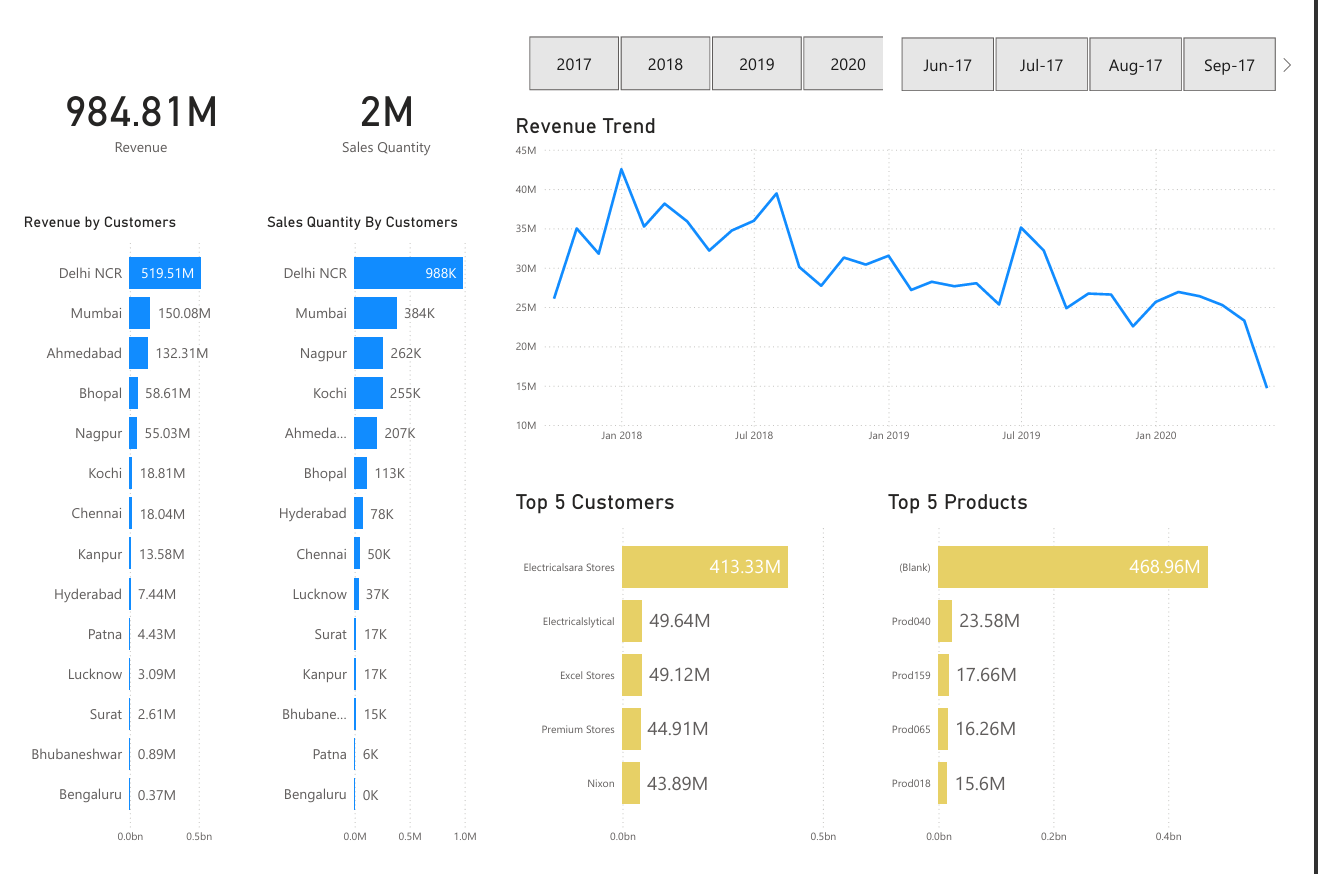 2017 2018 2019 2020 Jun-17 Jul-17 Aug-17 Sep-17
984.81M
Revenue
2M
Sales Quantity
Revenue by Customers
Delhi NCR 519.51M
Mumbai 150.08M
Ahmedabad 132.31M
Bhopal 58.61M
Nagpur 55.03M
Kochi 18.81M
Chennai 18.04M
Kanpur 13.58M
Hyderabad 7.44M
Patna 4.43M
Lucknow 3.09M
Surat 2.61M
Bhubaneshwar 0.89M
Bengaluru 0.37M
0.0bn 0.5bn
Sales Quantity By Customers
Delhi NCR 988K
Mumbai 384K
Nagpur 262K
Kochi 255K
Ahmeda... 207K
Bhopal 113K
Hyderabad 78K
Chennai 50K
Lucknow 37K
Surat 17K
Kanpur 17K
Bhubane... 15K
Patna 6K
Bengaluru 0K
0.0M 0.5M 1.0M
Revenue Trend
45M
40M
35M
30M
25M
20M
15M
10M
Jan 2018 Jul 2018 Jan 2019 Jul 2019 Jan 2020
Top 5 Customers
Electricalsara Stores 413.33M
Electricalslytical 49.64M
Excel Stores 49.12M
Premium Stores 44.91M
Nixon 43.89M
0.0bn 0.5bn
Top 5 Products
(Blank) 468.96M
Prod040 23.58M
Prod159 17.66M
Prod065 16.26M
Prod018 15.6M
0.0bn 0.2bn 0.4bn